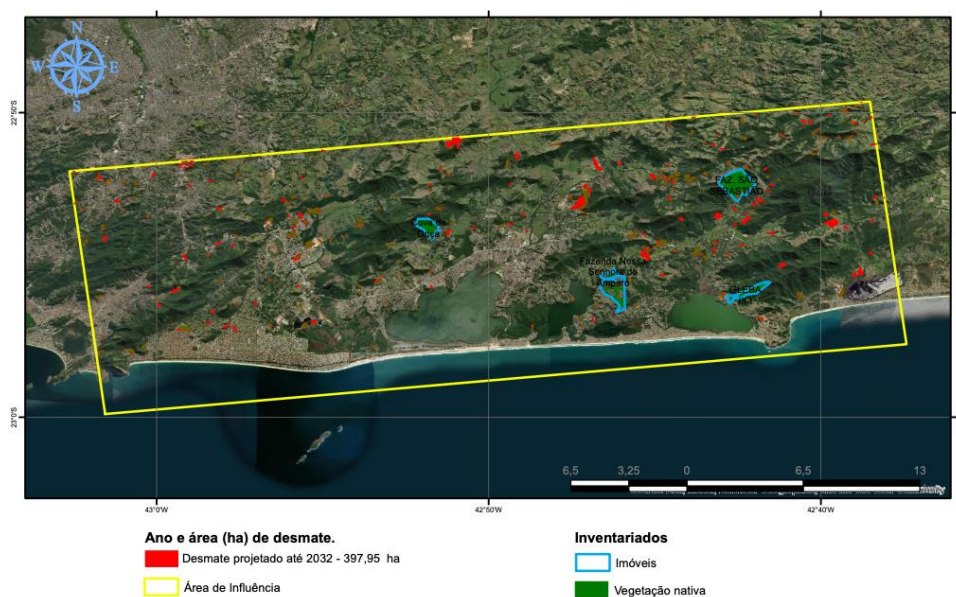 N
W E
S
22°50'S
FAZ. SÃO
SEBASTIÃO
Fazenda Nossa
Senhora do
Amparo
GLEBA
23°0'S
6,5 3,25 0 6,5 13
43°0'W 42°50'W 42°40'W
Ano e área (ha) de desmate.
Desmate projetado até 2032 - 397,95 ha
Área de Influência
Inventariados
Imóveis
Vegetação nativa